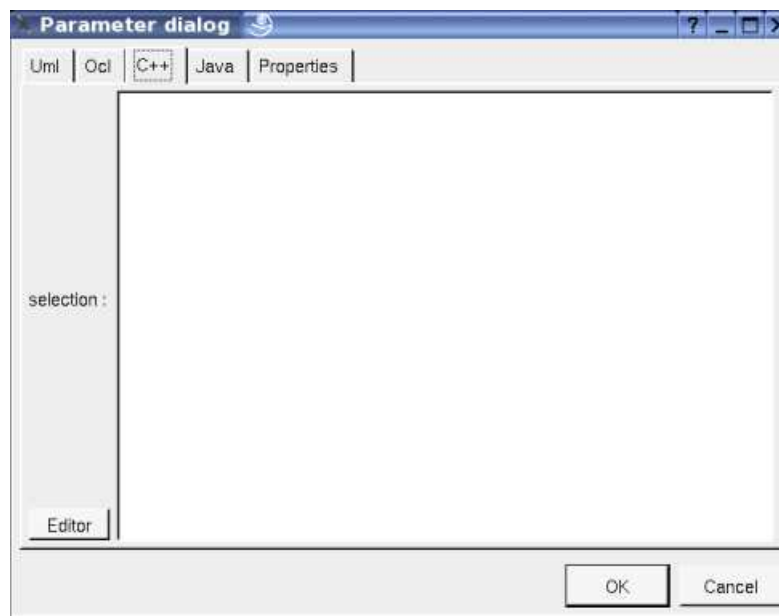 Parameter dialog
Uml Ocl C++ Java Properties
selection :
Editor
OK Cancel